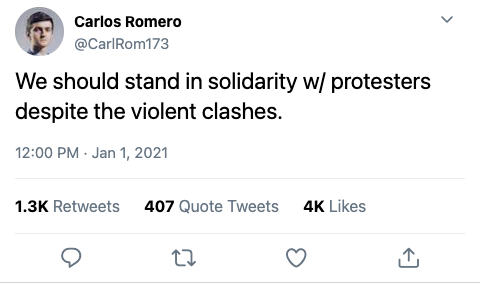 Carlos Romero
@CarlRom173
We should stand in solidarity w/ protesters
despite the violent clashes.
12:00 PM · Jan 1, 2021
1.3K Retweets 407 Quote Tweets 4K Likes